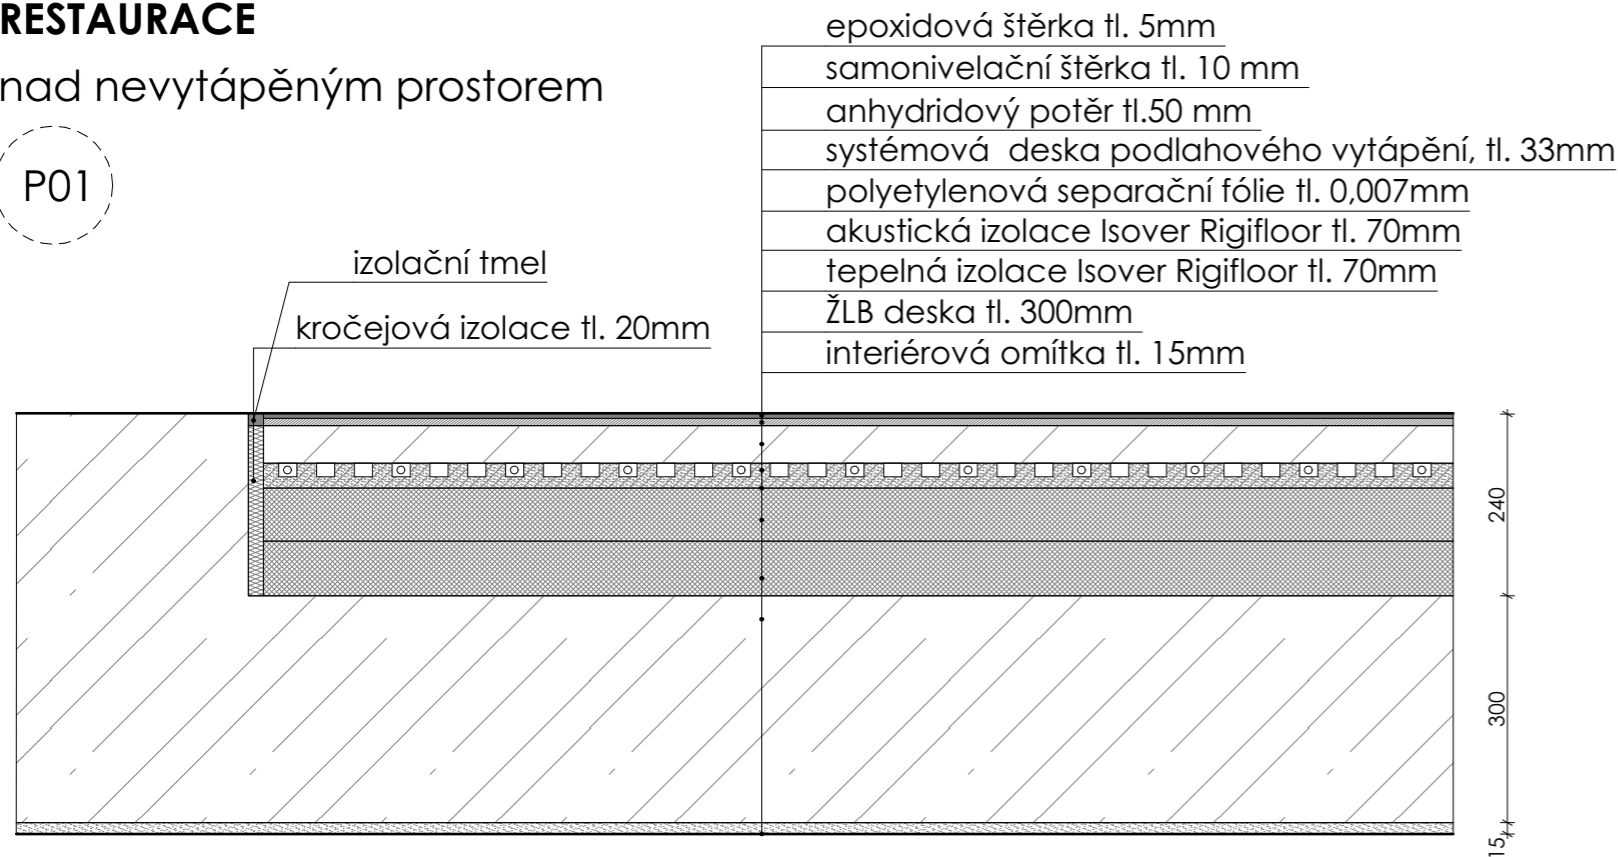 RESTAURACE
nad nevytápěným prostorem
P01
epoxidová štěrka tl. 5mm
samonivelační štěrka tl. 10 mm
anhydridový potěr tl.50 mm
systémová deska podlahového vytápění, tl. 33mm
polyetylenová separační fólie tl. 0,007mm
akustická izolace Isover Rigifloor tl. 70mm
tepelná izolace Isover Rigifloor tl. 70mm
ŽLB deska tl. 300mm
interiérová omítka tl. 15mm
izolační tmel
kročejová izolace tl. 20mm
240
300
15